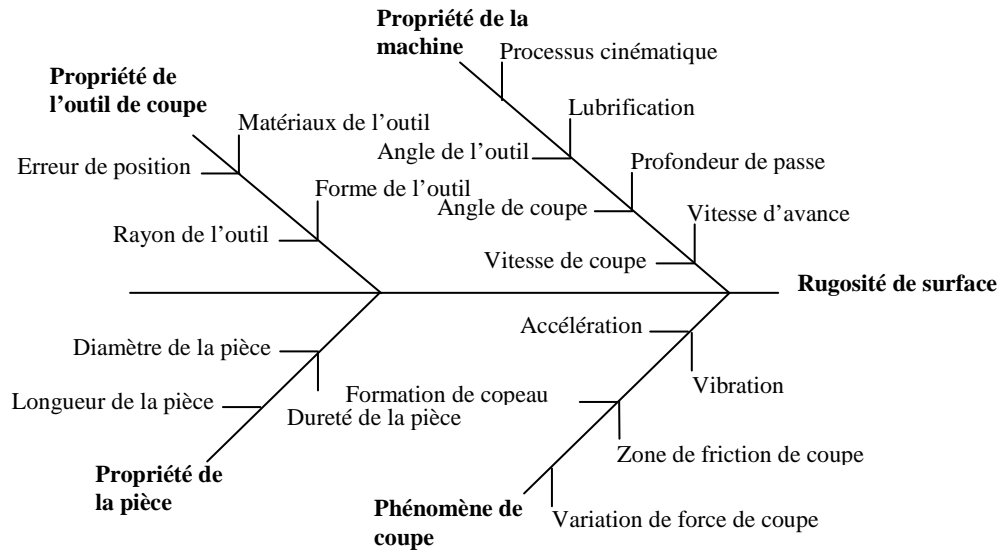 Propriété de la
machine
Processus cinématique
Propriété de
l’outil de coupe
Lubrification
Matériaux de l’outil
Angle de l’outil
Profondeur de passe
Erreur de position
Forme de l’outil
Angle de coupe
Vitesse d’avance
Rayon de l’outil
Vitesse de coupe
Rugosité de surface
Accélération
Diamètre de la pièce
Vibration
Formation de copeau
Longueur de la pièce
Dureté de la pièce
Zone de friction de coupe
Propriété de
la pièce
Phénomène de
coupe
Variation de force de coupe